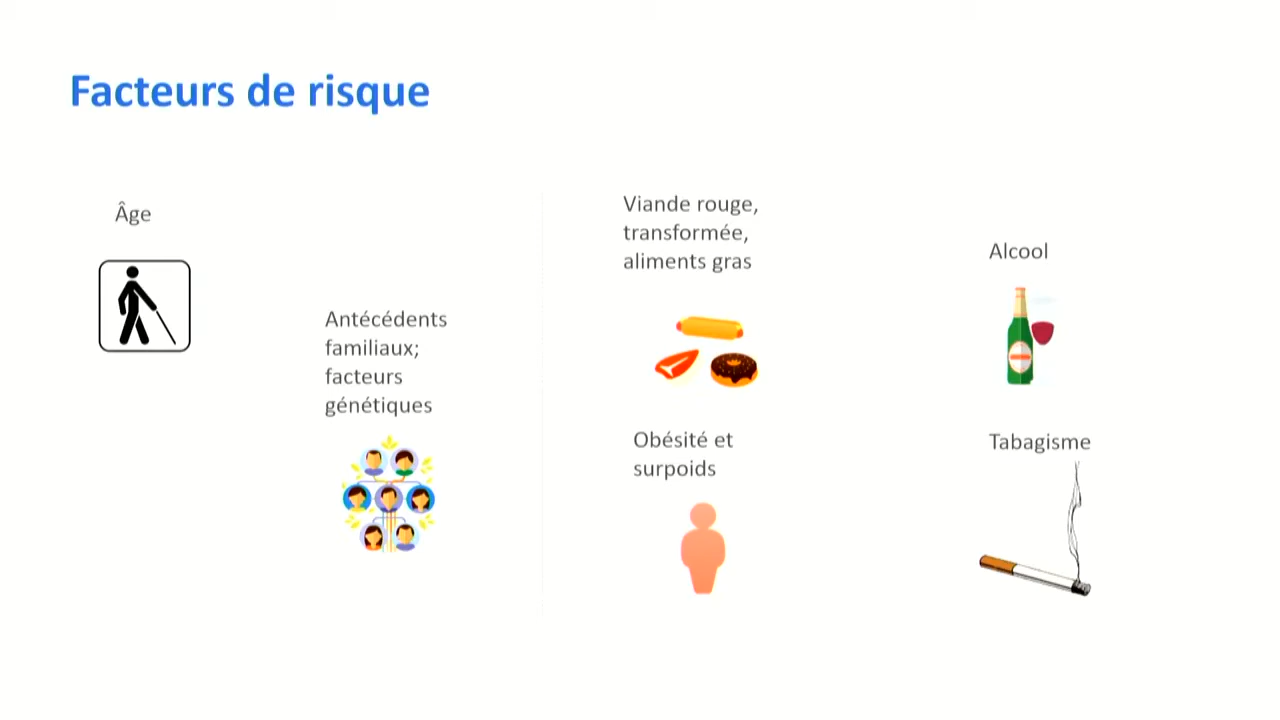 Facteurs de risque
Âge
Antécédents
familiaux;
facteurs
génétiques
Viande rouge,
transformée,
aliments gras
Obésité et
surpoids
Alcool
Tabagisme